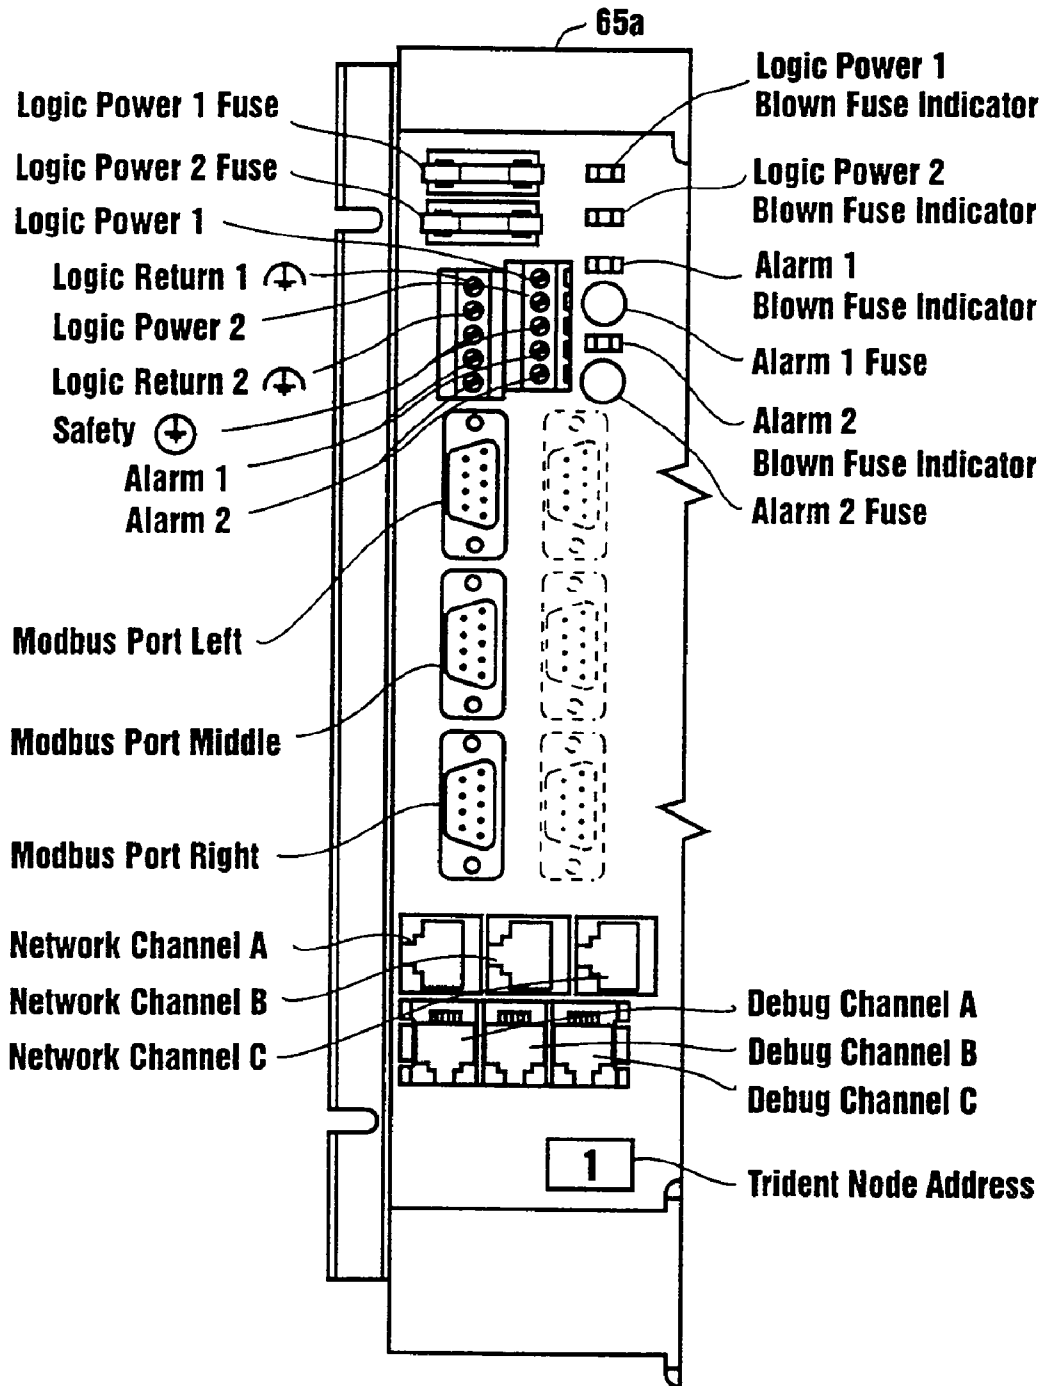 65a
Logic Power 1 Fuse
Logic Power 2 Fuse
Logic Power 1
Logic Return 1
Logic Power 2
Logic Return 2
Safety
Alarm 1
Alarm 2
Modbus Port Left
Modbus Port Middle
Modbus Port Right
Network Channel A
Network Channel B
Network Channel C
Logic Power 1
Blown Fuse Indicator
Logic Power 2
Blown Fuse Indicator
Alarm 1
Blown Fuse Indicator
Alarm 1 Fuse
Alarm 2
Blown Fuse Indicator
Alarm 2 Fuse
Debug Channel A
Debug Channel B
Debug Channel C
1
Trident Node Address